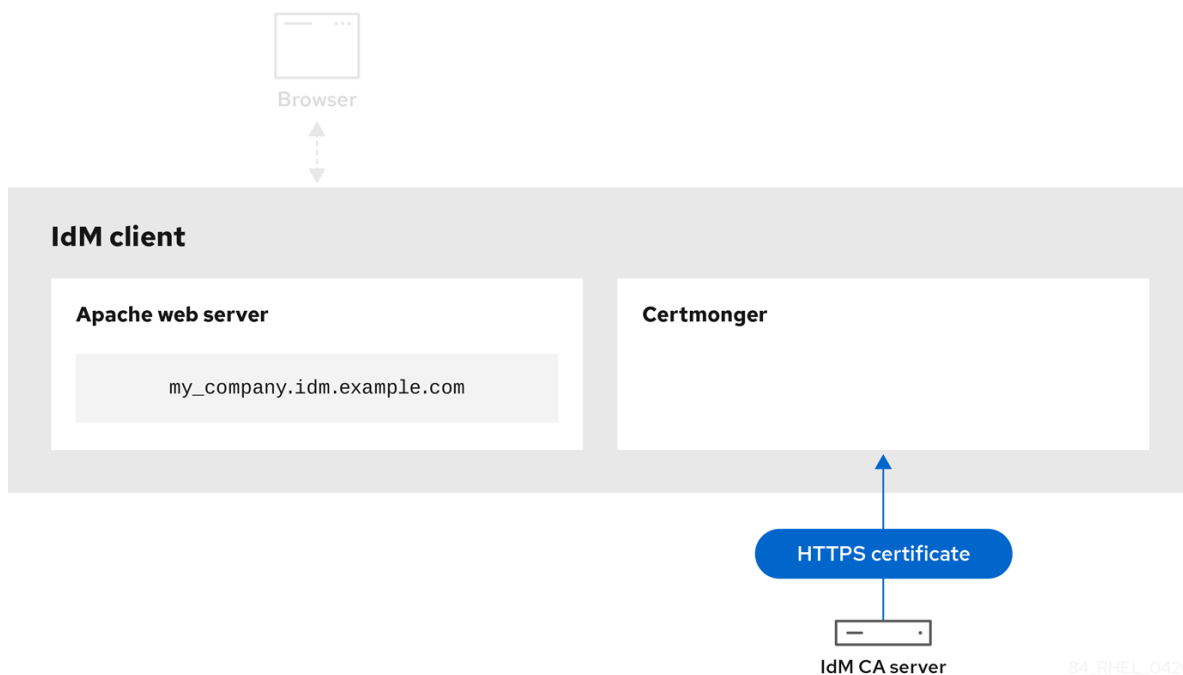 Browser
IdM client
Apache web server
Certmonger
my_company.idm.example.com
HTTPS certificate
IdM CA server